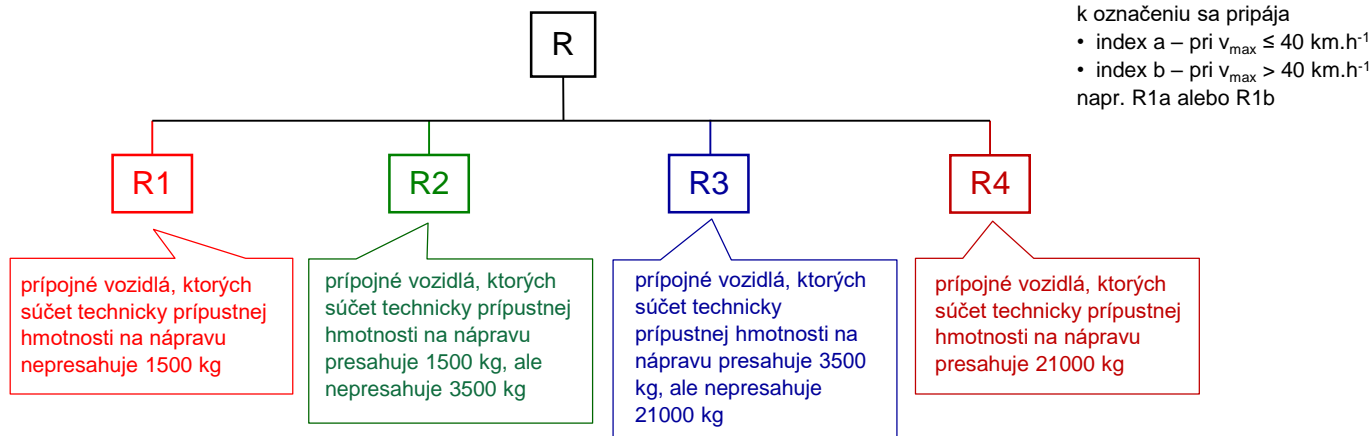 R
k označeniu sa pripája
• index a – pri vmax ≤ 40 km.h-1
• index b – pri vmax > 40 km.h-1
napr. R1a alebo R1b
R1
R2
R3
R4
prípojné vozidlá, ktorých
súčet technicky prípustnej
hmotnosti na nápravu
nepresahuje 1500 kg
prípojné vozidlá, ktorých
súčet technicky prípustnej
hmotnosti na nápravu
presahuje 1500 kg, ale
nepresahuje 3500 kg
prípojné vozidlá, ktorých
súčet technicky
prípustnej hmotnosti na
nápravu presahuje 3500
kg, ale nepresahuje
21000 kg
prípojné vozidlá, ktorých
súčet technicky prípustnej
hmotnosti na nápravu
presahuje 21000 kg